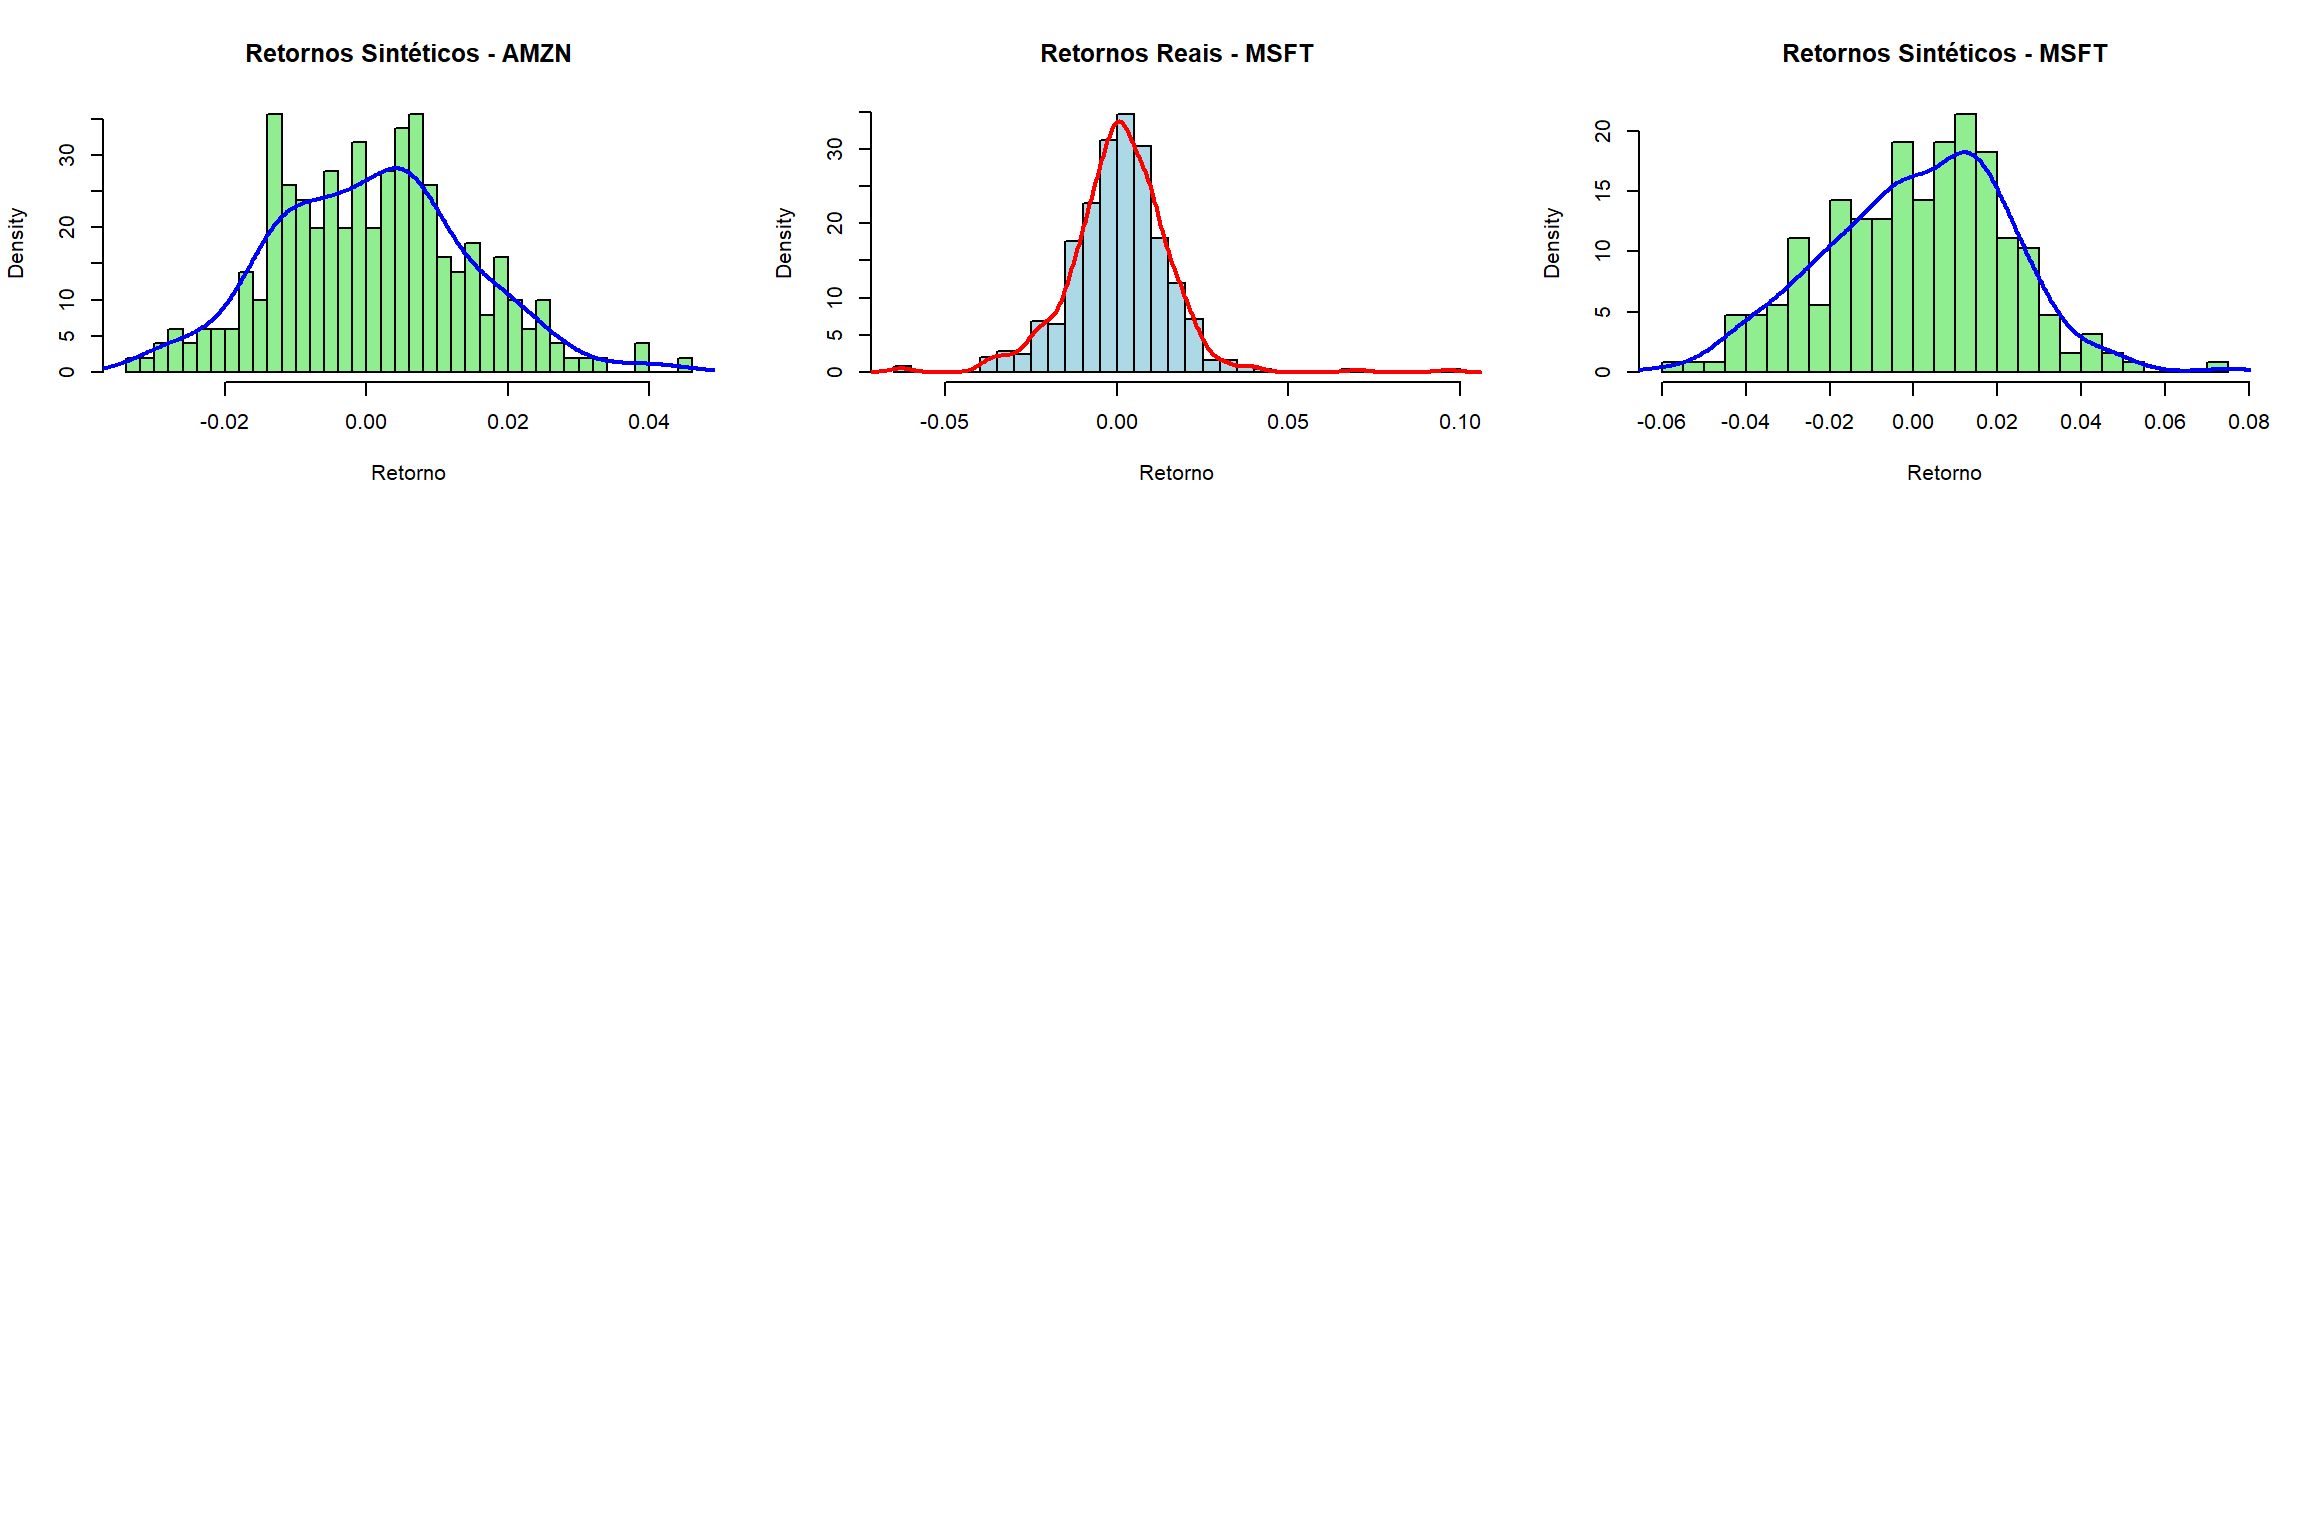 Retornos Sintéticos - AMZN
Density
0 5 10 20 30
-0.02 0.00 0.02 0.04
Retorno
Retornos Reais - MSFT
Density
0 5 10 20 30
-0.05 0.00 0.05 0.10
Retorno
Retornos Sintéticos - MSFT
Density
0 5 10 15 20
-0.06 -0.04 -0.02 0.00 0.02 0.04 0.06 0.08
Retorno